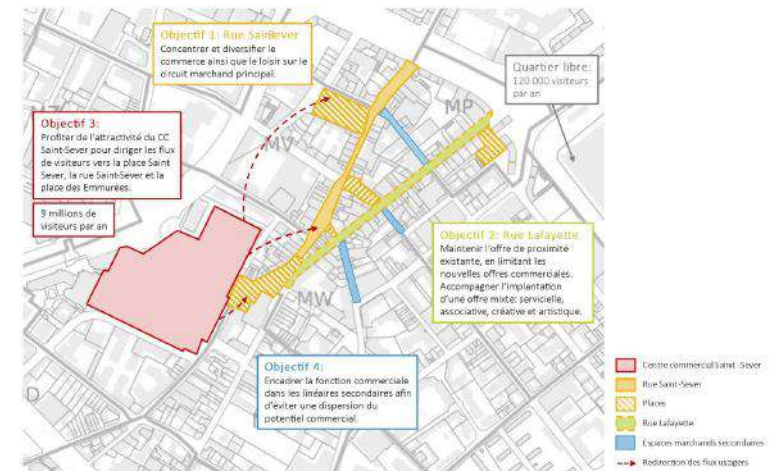 Objectif 1: Rue SainSever
Concentrer et diversifier le
commerce ainsi que le loisir sur le
circuit marchand principal.
Quartier libre:
120 000 visiteurs
par an
MP
MV
Objectif 3:
Profiter de l'attractivité du CC
Saint-Sever pour diriger les flux
de visiteurs vers la place Saint
Sever, la rue Saint-Sever et la
place des Emmurées.
9 millions de
visiteurs par an
Objectif 2: Rue Lafayette
Maintenir l'offre de proximité
existante, en limitant les
nouvelles offres commerciales.
Accompagner l'implantation
d'une offre mixte: servicielle,
associative, créative et artistique.
MW
Objectif 4:
Encadrer la fonction commerciale
dans les linéaires secondaires afin
d'éviter une dispersion du
potentiel commercial.
Centre commercial Saint -Sever
Rue Saint-Sever
Places
Rue Lafayette
Espaces marchands secondaires
Redirection des flux usagers